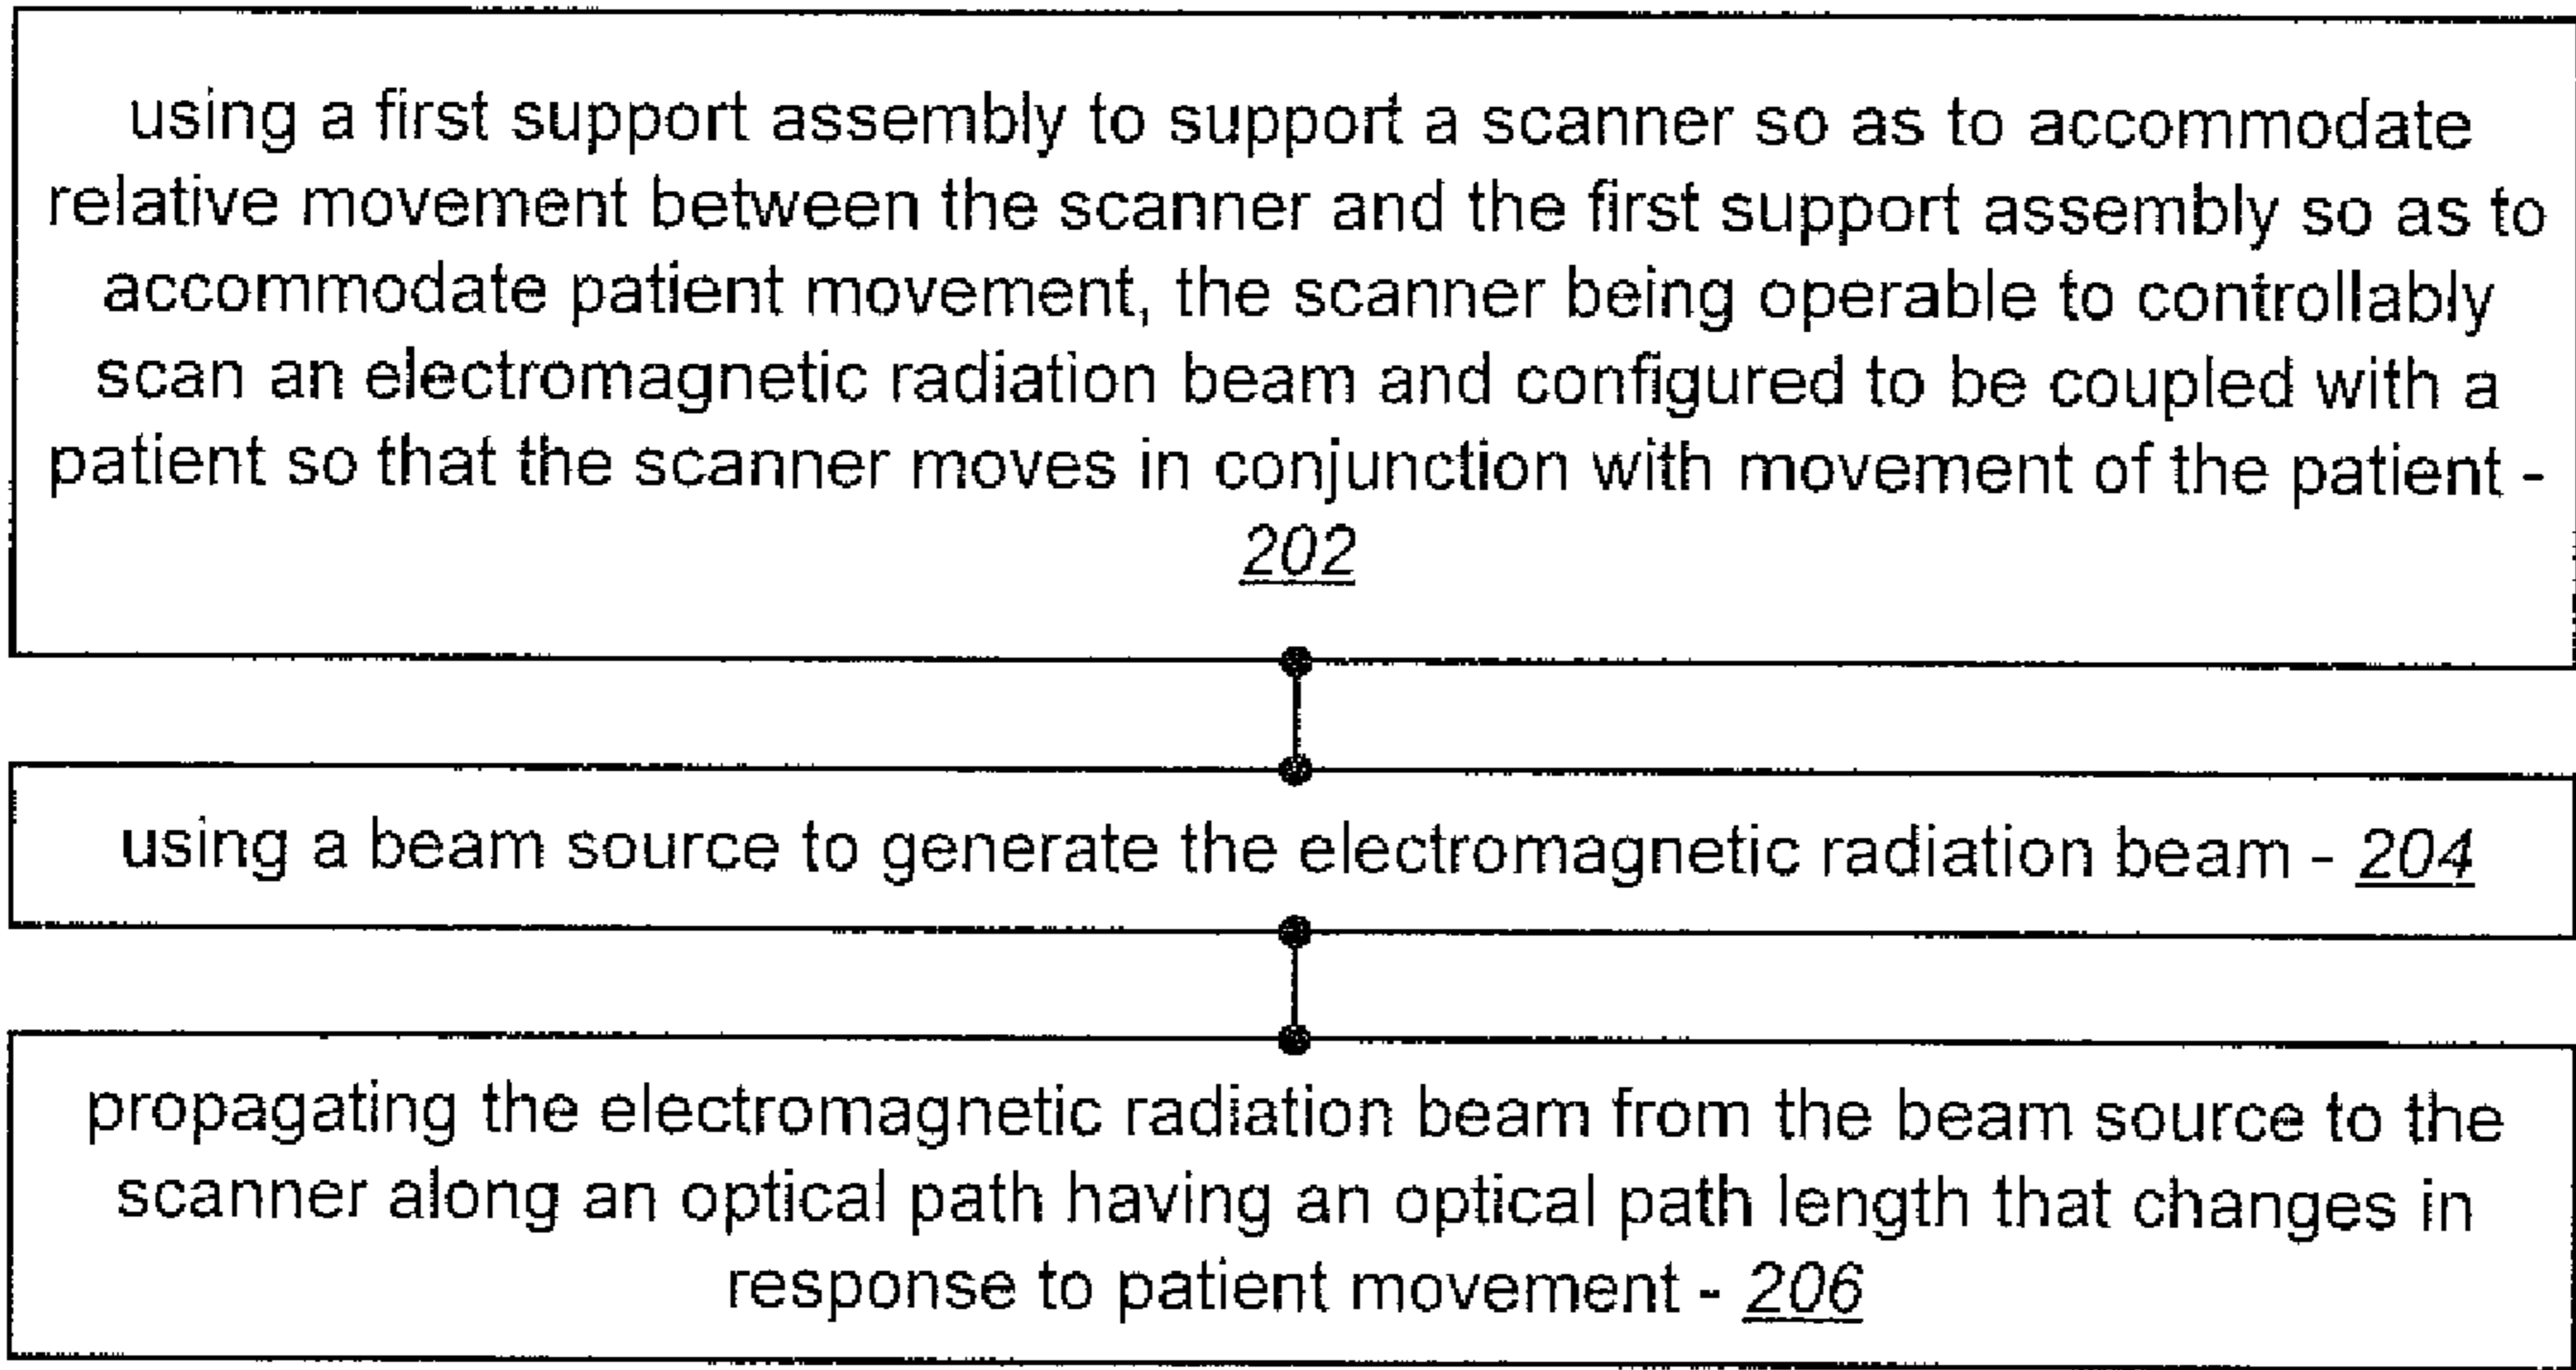 using a first support assembly to support a scanner so as to accommodate
relative movement between the scanner and the first support assembly so as to
accommodate patient movement, the scanner being operable to controllably
scan an electromagnetic radiation beam and configured to be coupled with a
patient so that the scanner moves in conjunction with movement of the patient -
202
using a beam source to generate the electromagnetic radiation beam - 204
propagating the electromagnetic radiation beam from the beam source to the
scanner along an optical path having an optical path length that changes in
response to patient movement - 206